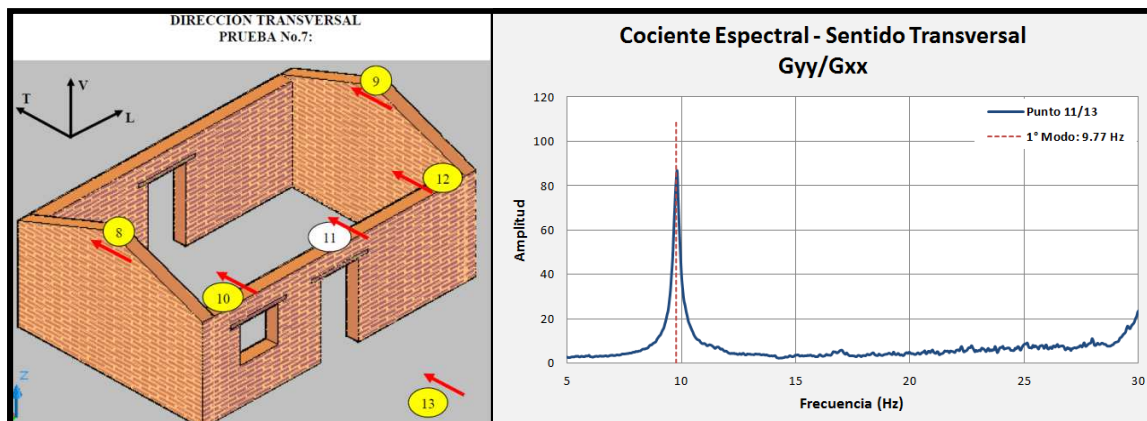 DIRECCION TRANSVERSAL
PRUEBA No.7:
V
T
L
9
12
11
8
10
13
Z
Cociente Espectral - Sentido Transversal
Gyy/Gxx
Amplitud
120
100
80
60
40
20
0
5
10
15
20
25
30
Frecuencia (Hz)
Punto 11/13
1° Modo: 9.77 Hz